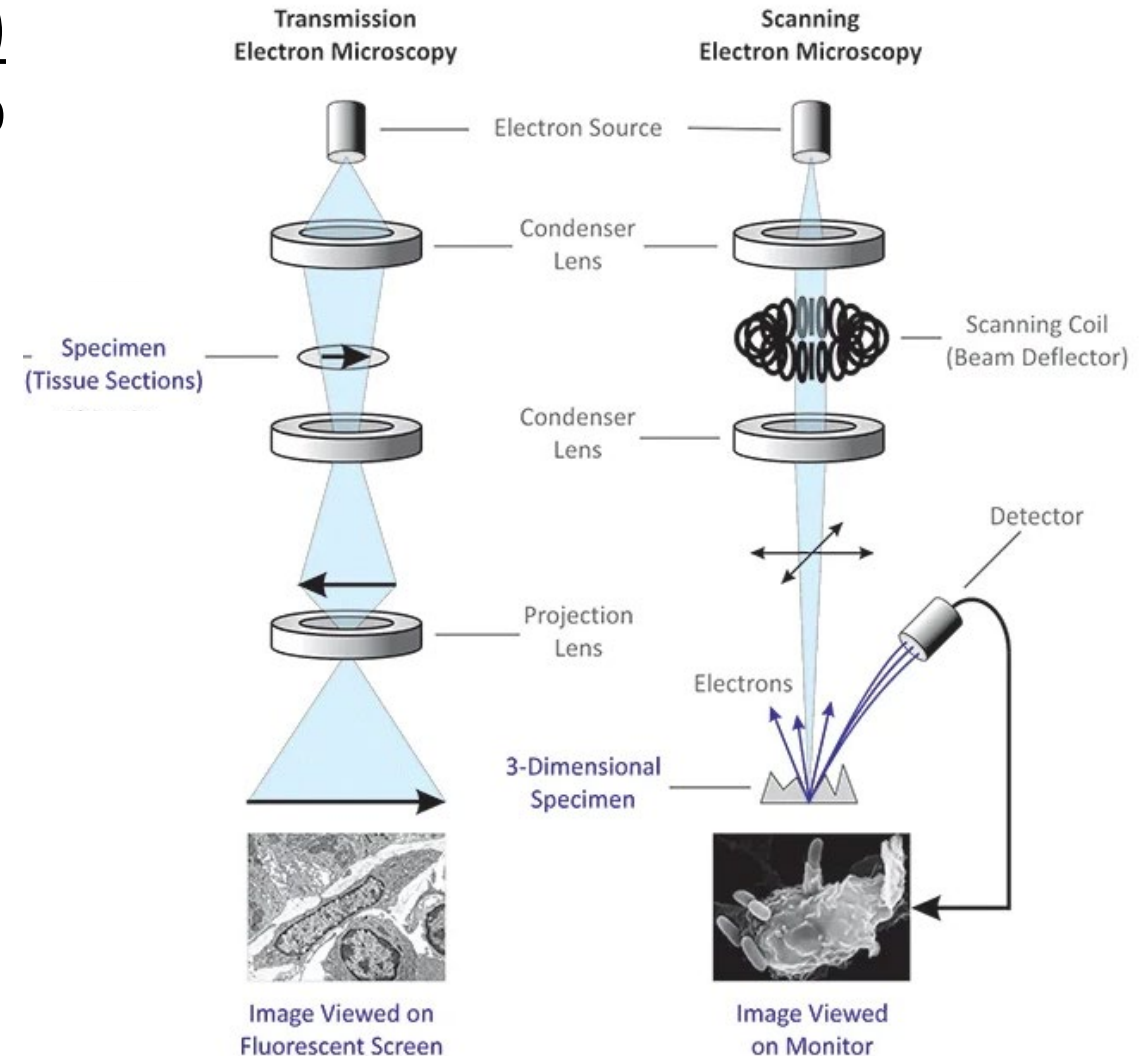 Transmission
Electron Microscopy
Scanning
Electron Microscopy
Electron Source
Condenser
Lens
Specimen
(Tissue Sections)
Scanning Coil
(Beam Deflector)
Condenser
Lens
Detector
Projection
Lens
Electrons
3-Dimensional
Specimen
Image Viewed on
Fluorescent Screen
Image Viewed
on Monitor